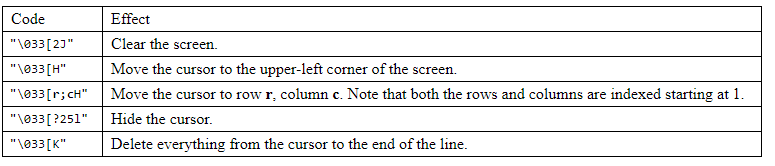 Code Effect
"\033[2J" Clear the screen.
"\033[H" Move the cursor to the upper-left corner of the screen.
"\033[r;cH" Move the cursor to row r, column c. Note that both the rows and columns are indexed starting at 1.
"\033[?25l" Hide the cursor.
"\033[K" Delete everything from the cursor to the end of the line.